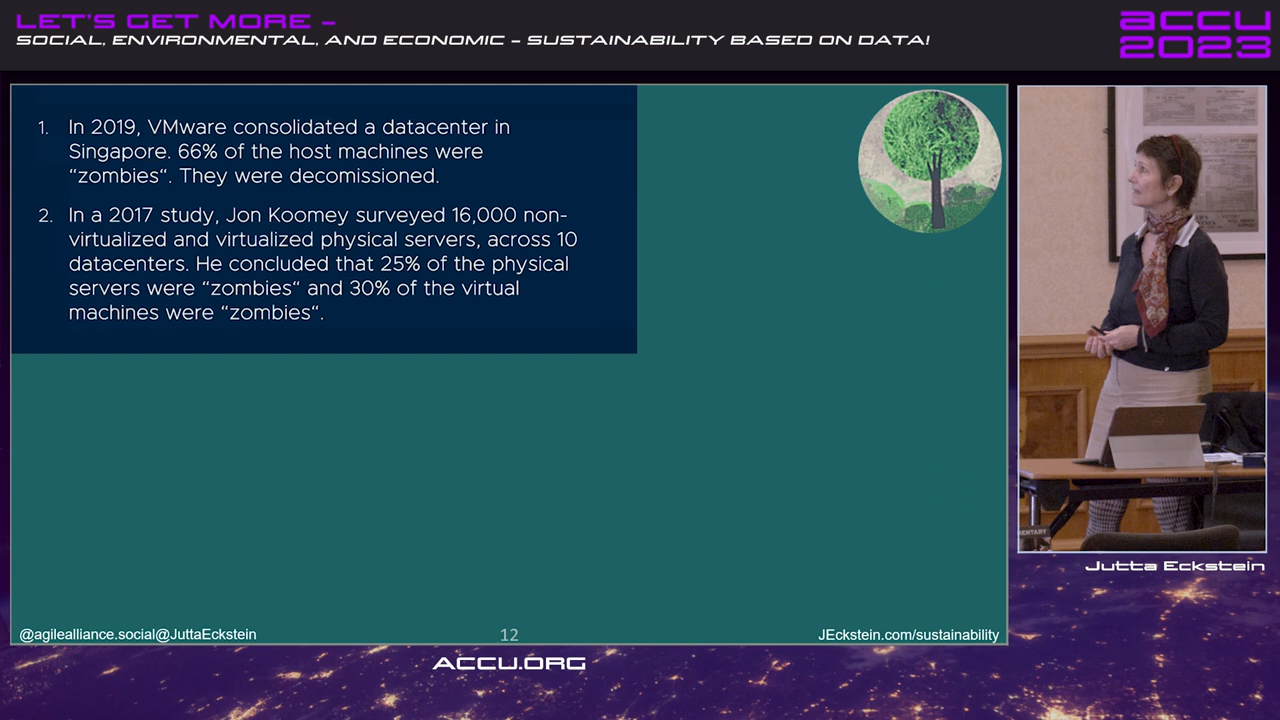 LET'S GET MORE –
SOCIAL, ENVIRONMENTAL, AND ECONOMIC – SUSTAINABILITY BASED ON DATA!
ACCU
2023
1. In 2019, VMware consolidated a datacenter in
Singapore. 66% of the host machines were
“zombies“. They were decomissioned.
2. In a 2017 study, Jon Koomey surveyed 16,000 non-
virtualized and virtualized physical servers, across 10
datacenters. He concluded that 25% of the physical
servers were “zombies“ and 30% of the virtual
machines were “zombies“.
@agilealliance.social@JuttaEckstein
12
JEckstein.com/sustainability
Jutta Eckstein
ACCU.ORG